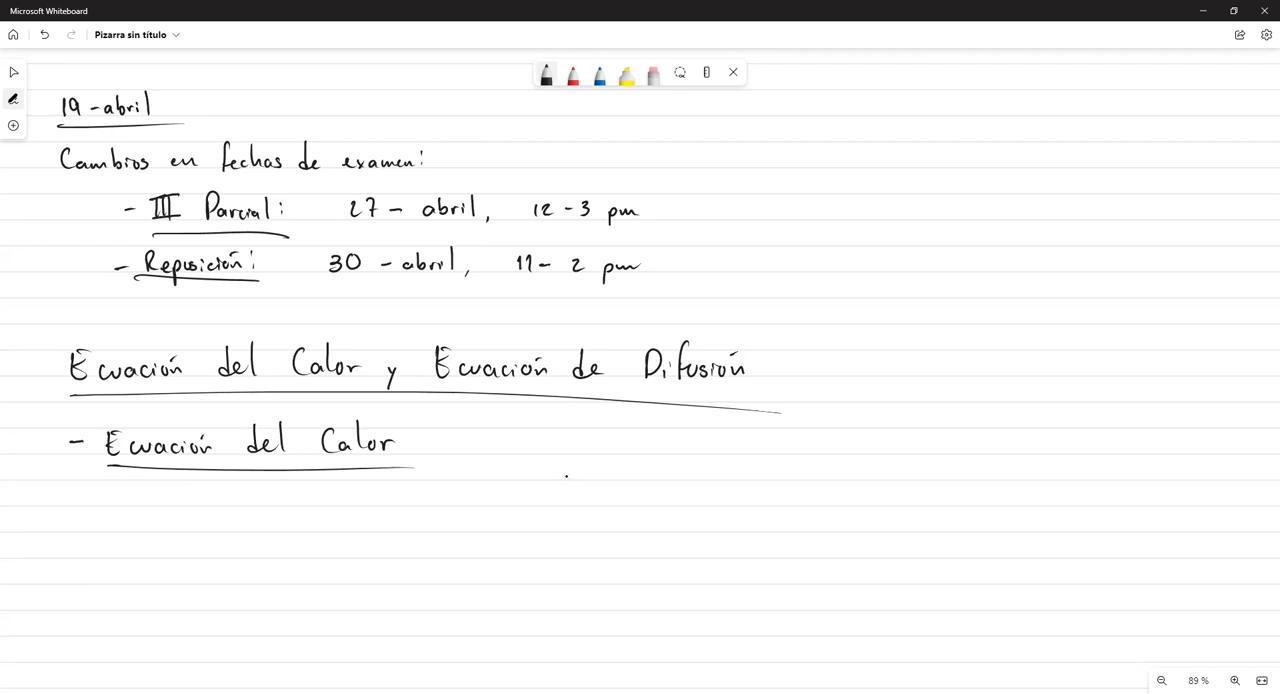 Microsoft Whiteboard
Pizarra sin título
19 - abril
Cambios en fechas de examen:
- III Parcial: 27 - abril, 12 - 3 pm
- Reposición: 30 - abril, 11 - 2 pm
Ecuación del Calor y Ecuación de Difusión
- Ecuación del Calor
89 %